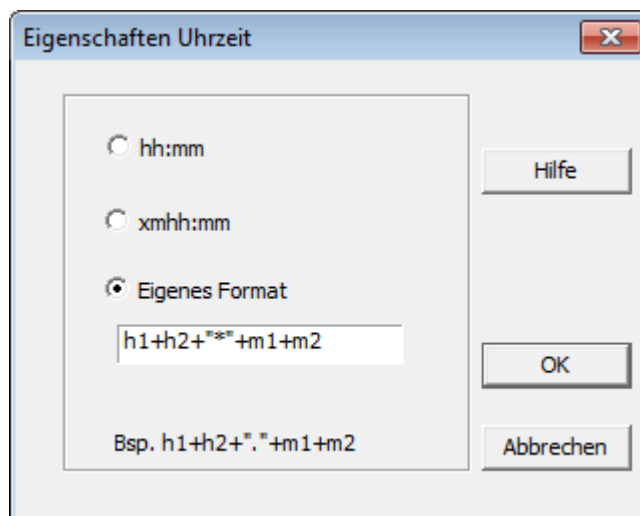 Eigenschaften Uhrzeit
hh:mm
Hilfe
xmhh:mm
Eigenes Format
h1+h2+"*"+m1+m2
OK
Bsp. h1+h2+"."+m1+m2
Abbrechen